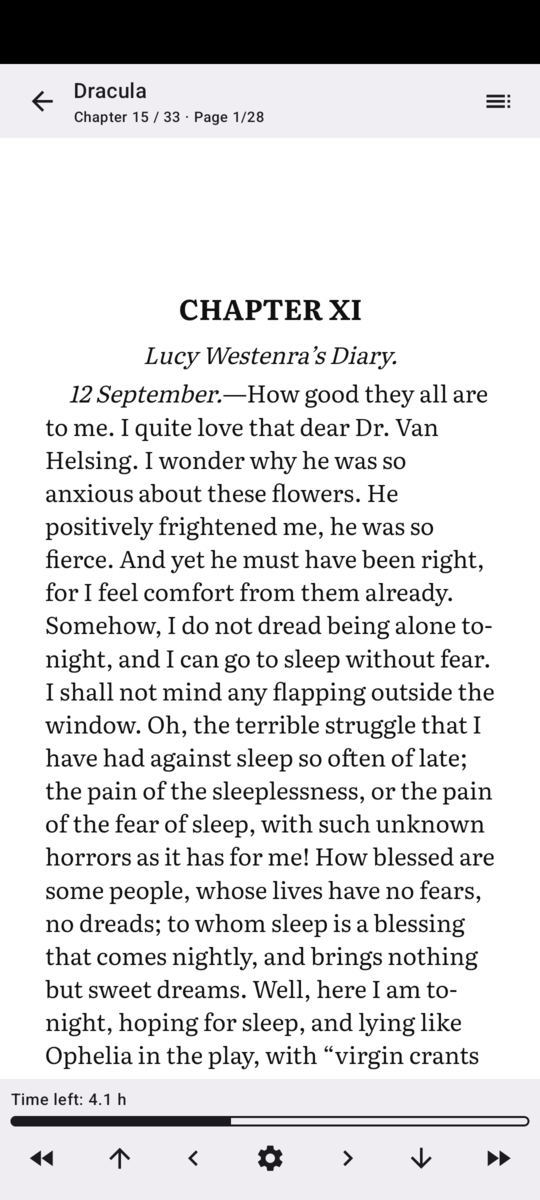 Dracula
Chapter 15 / 33 · Page 1/28
CHAPTER XI
Lucy Westenra’s Diary.
12 September.—How good they all are
to me. I quite love that dear Dr. Van
Helsing. I wonder why he was so
anxious about these flowers. He
positively frightened me, he was so
fierce. And yet he must have been right,
for I feel comfort from them already.
Somehow, I do not dread being alone to-
night, and I can go to sleep without fear.
I shall not mind any flapping outside the
window. Oh, the terrible struggle that I
have had against sleep so often of late;
the pain of the sleeplessness, or the pain
of the fear of sleep, with such unknown
horrors as it has for me! How blessed are
some people, whose lives have no fears,
no dreads; to whom sleep is a blessing
that comes nightly, and brings nothing
but sweet dreams. Well, here I am to-
night, hoping for sleep, and lying like
Ophelia in the play, with “virgin crants
Time left: 4.1 h